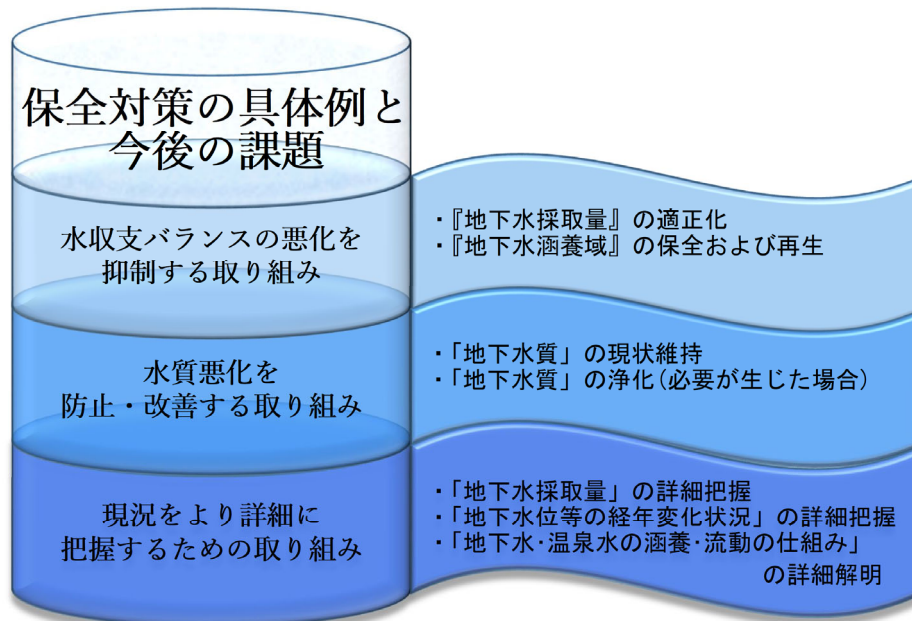 保全対策の具体例と
今後の課題
水収支バランスの悪化を
抑制する取り組み
・『地下水採取量』の適正化
・『地下水涵養域』の保全および再生
水質悪化を
防止・改善する取り組み
・「地下水質」の現状維持
・「地下水質」の浄化(必要が生じた場合)
現況をより詳細に
把握するための取り組み
・「地下水採取量」の詳細把握
・「地下水位等の経年変化状況」の詳細把握
・「地下水・温泉水の涵養・流動の仕組み」
の詳細解明